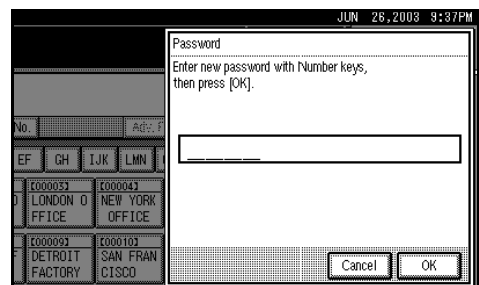 JUN 26,2003 9:37PM
Password
Enter new password with Number keys,
then press [OK].
No.
Adv. F
EF GH IJK LMN
[00003] [00004]
LONDON O NEW YORK
FFICE OFFICE
[00009] [00010]
DETROIT SAN FRAN
FACTORY CISCO
Cancel OK